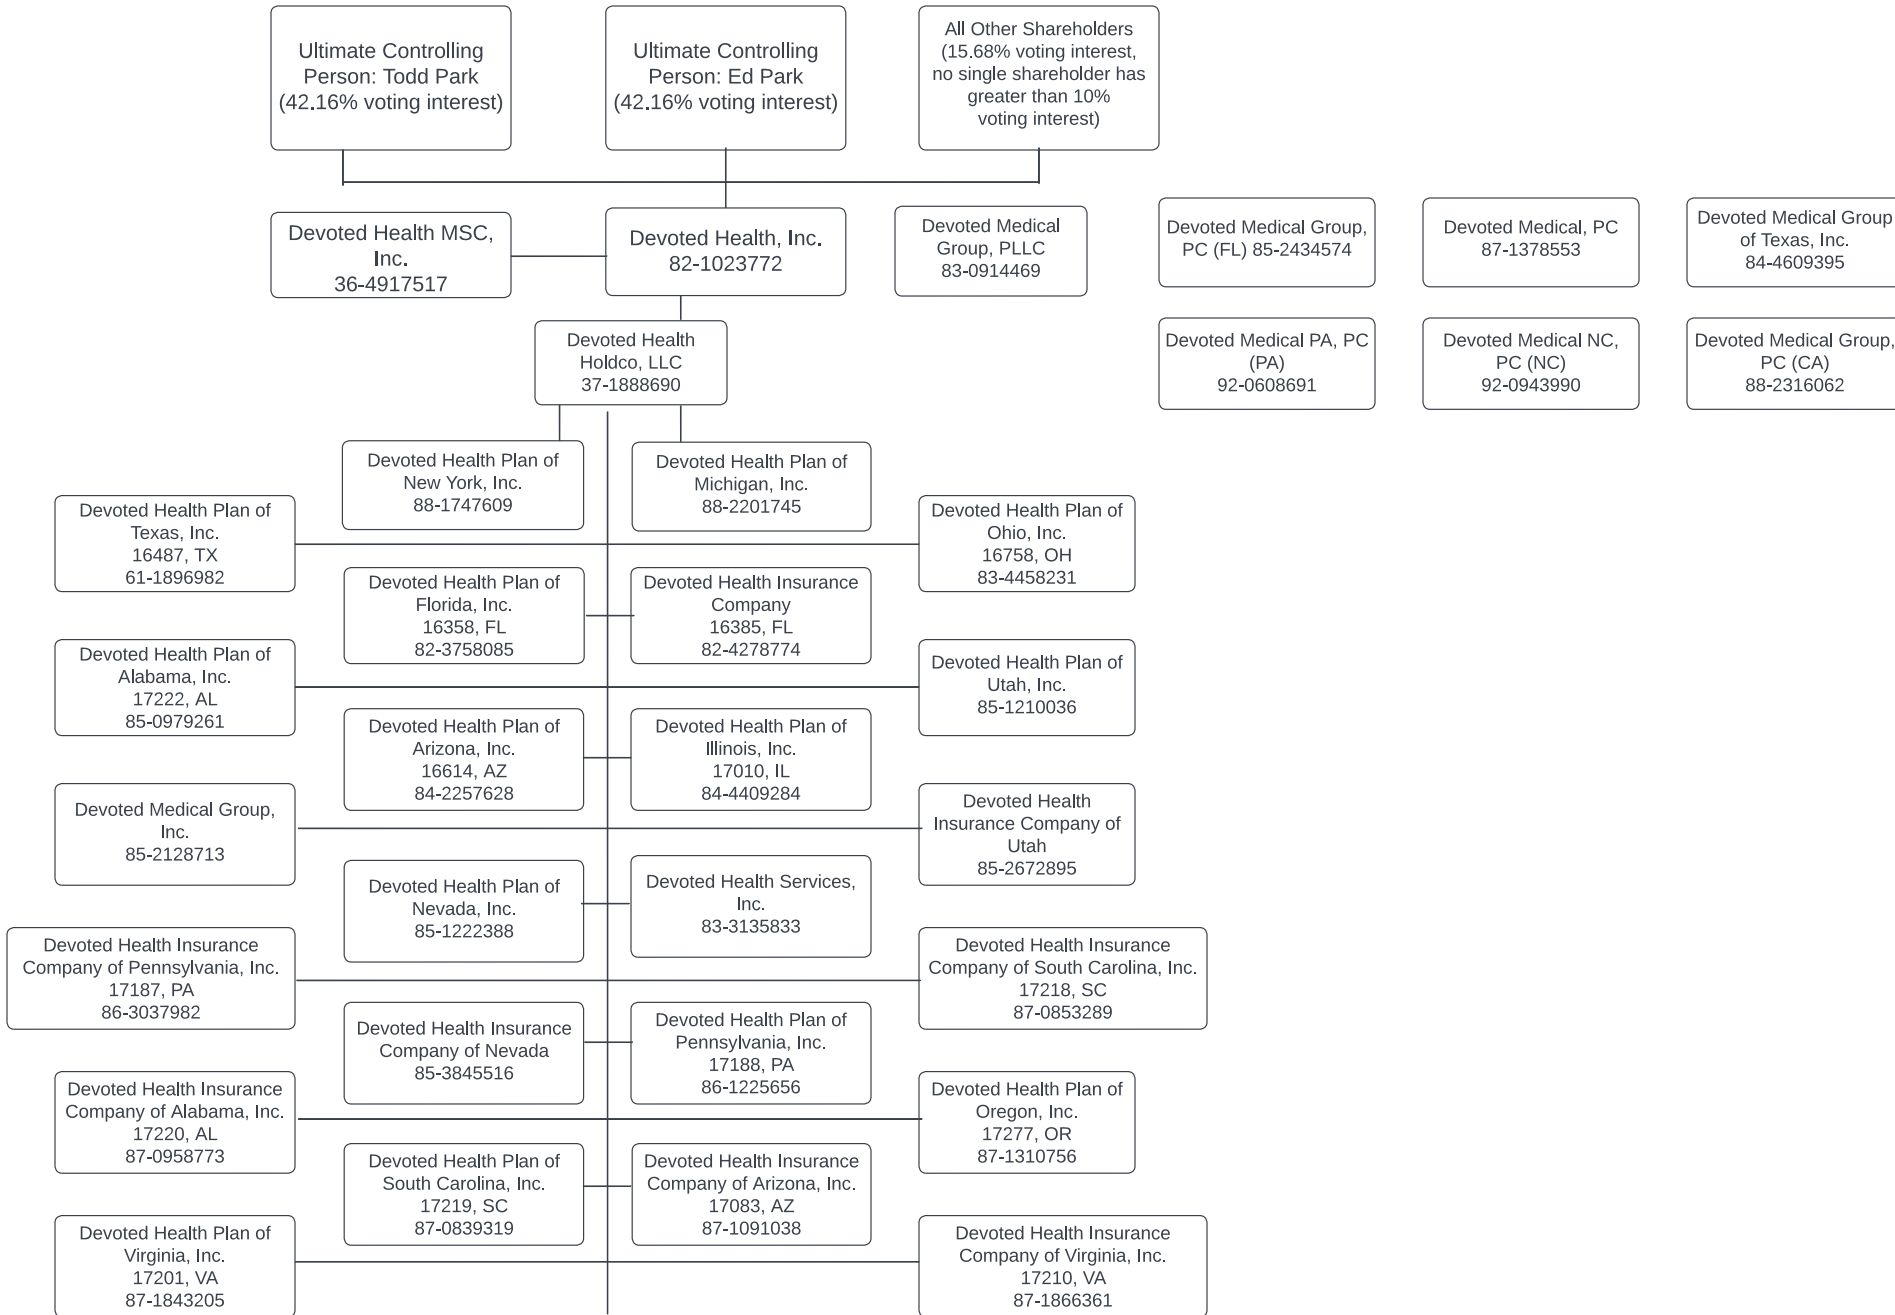 Ultimate Controlling
Person: Todd Park
(42.16% voting interest)
Ultimate Controlling
Person: Ed Park
(42.16% voting interest)
All Other Shareholders
(15.68% voting interest,
no single shareholder has
greater than 10%
voting interest)
Devoted Health MSC,
Inc.
36-4917517
Devoted Health, Inc.
82-1023772
Devoted Medical
Group, PLLC
83-0914469
Devoted Medical Group,
PC (FL) 85-2434574
Devoted Medical, PC
87-1378553
Devoted Medical Group
of Texas, Inc.
84-4609395
Devoted Health
Holdco, LLC
37-1888690
Devoted Medical PA, PC
(PA)
92-0608691
Devoted Medical NC,
PC (NC)
92-0943990
Devoted Medical Group,
PC (CA)
88-2316062
Devoted Health Plan of
New York, Inc.
88-1747609
Devoted Health Plan of
Michigan, Inc.
88-2201745
Devoted Health Plan of
Texas, Inc.
16487, TX
61-1896982
Devoted Health Plan of
Ohio, Inc.
16758, OH
83-4458231
Devoted Health Plan of
Florida, Inc.
16358, FL
82-3758085
Devoted Health Insurance
Company
16385, FL
82-4278774
Devoted Health Plan of
Alabama, Inc.
17222, AL
85-0979261
Devoted Health Plan of
Utah, Inc.
85-1210036
Devoted Health Plan of
Arizona, Inc.
16614, AZ
84-2257628
Devoted Health Plan of
Illinois, Inc.
17010, IL
84-4409284
Devoted Medical Group,
Inc.
85-2128713
Devoted Health
Insurance Company of
Utah
85-2672895
Devoted Health Plan of
Nevada, Inc.
85-1222388
Devoted Health Services,
Inc.
83-3135833
Devoted Health Insurance
Company of Pennsylvania, Inc.
17187, PA
86-3037982
Devoted Health Insurance
Company of South Carolina, Inc.
17218, SC
87-0853289
Devoted Health Insurance
Company of Nevada
85-3845516
Devoted Health Plan of
Pennsylvania, Inc.
17188, PA
86-1225656
Devoted Health Insurance
Company of Alabama, Inc.
17220, AL
87-0958773
Devoted Health Plan of
Oregon, Inc.
17277, OR
87-1310756
Devoted Health Plan of
South Carolina, Inc.
17219, SC
87-0839319
Devoted Health Insurance
Company of Arizona, Inc.
17083, AZ
87-1091038
Devoted Health Plan of
Virginia, Inc.
17201, VA
87-1843205
Devoted Health Insurance
Company of Virginia, Inc.
17210, VA
87-1866361